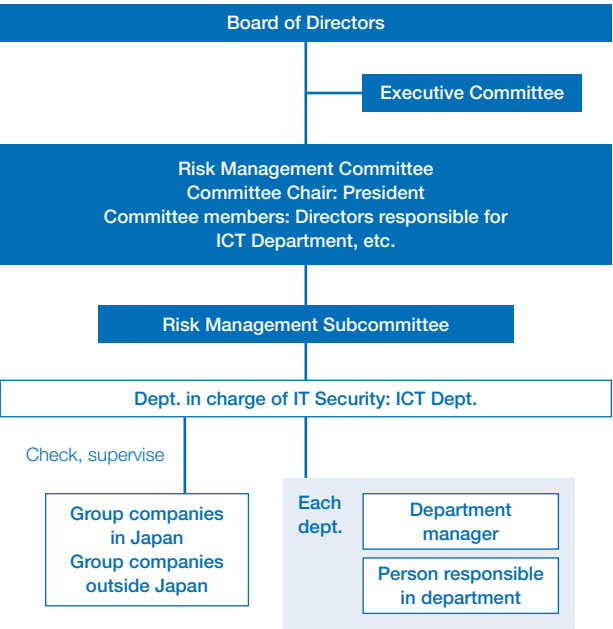 Board of Directors
Executive Committee
Risk Management Committee
Committee Chair: President
Committee members: Directors responsible for
ICT Department, etc.
Risk Management Subcommittee
Dept. in charge of IT Security: ICT Dept.
Check, supervise
Group companies
in Japan
Group companies
outside Japan
Each
dept.
Department
manager
Person responsible
in department